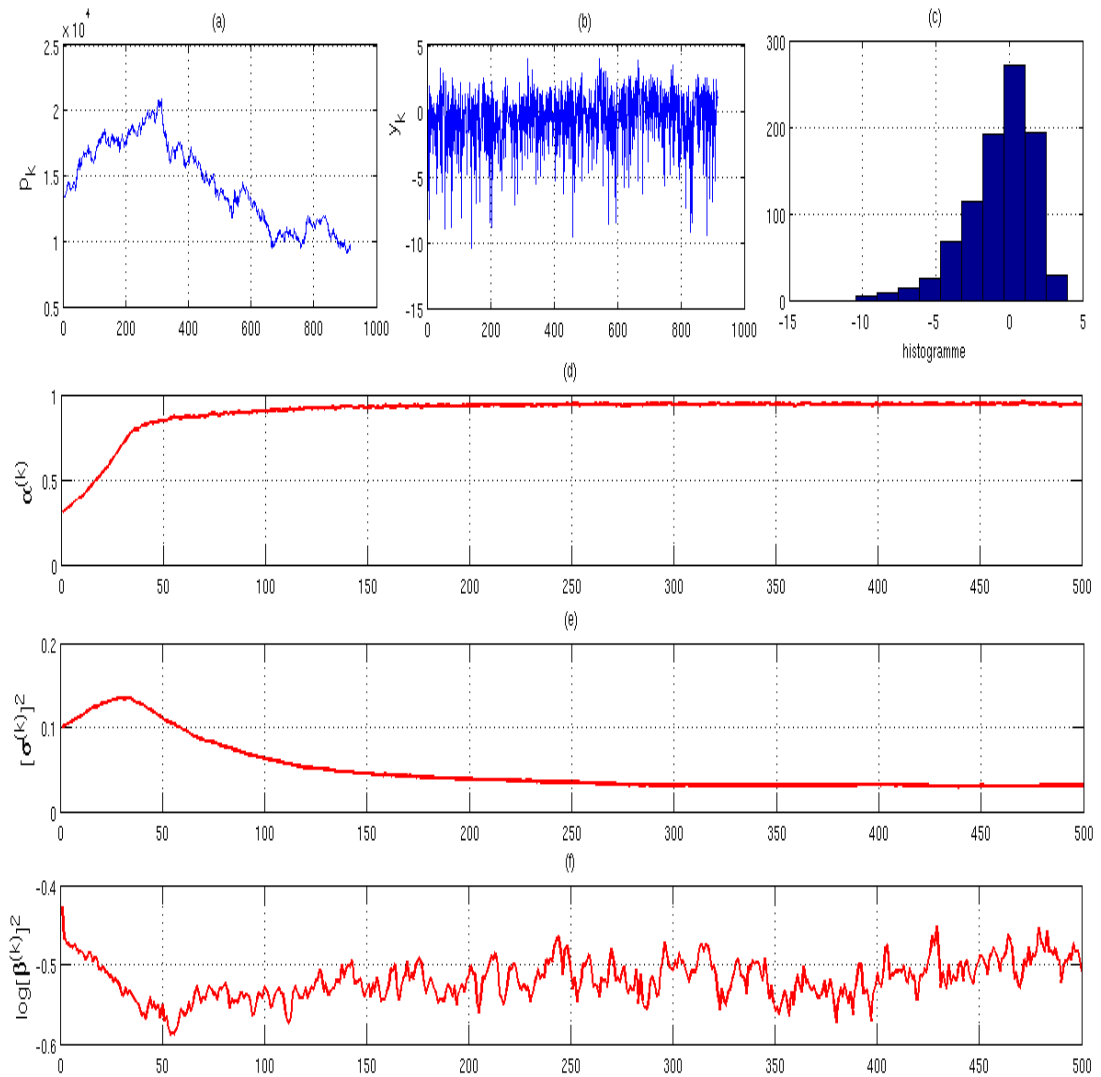 (a)
x 10^4
2.5
2
1.5
1
0.5
p_k
0 200 400 600 800 1000
(b)
5
0
-5
-10
-15
y_k
0 200 400 600 800 1000
(c)
300
200
100
0
-15 -10 -5 0 5
histogramme
(d)
1
0.5
0
α^(k)
0 50 100 150 200 250 300 350 400 450 500
(e)
0.2
0.1
0
[σ^(k)]^2
0 50 100 150 200 250 300 350 400 450 500
(f)
-0.4
-0.5
-0.6
log[β^(k)]^2
0 50 100 150 200 250 300 350 400 450 500